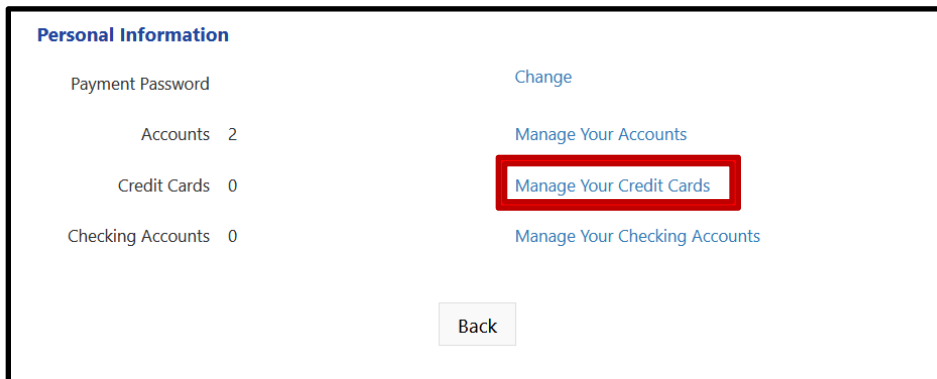 Personal Information
Payment Password Change
Accounts 2 Manage Your Accounts
Credit Cards 0 Manage Your Credit Cards
Checking Accounts 0 Manage Your Checking Accounts
Back